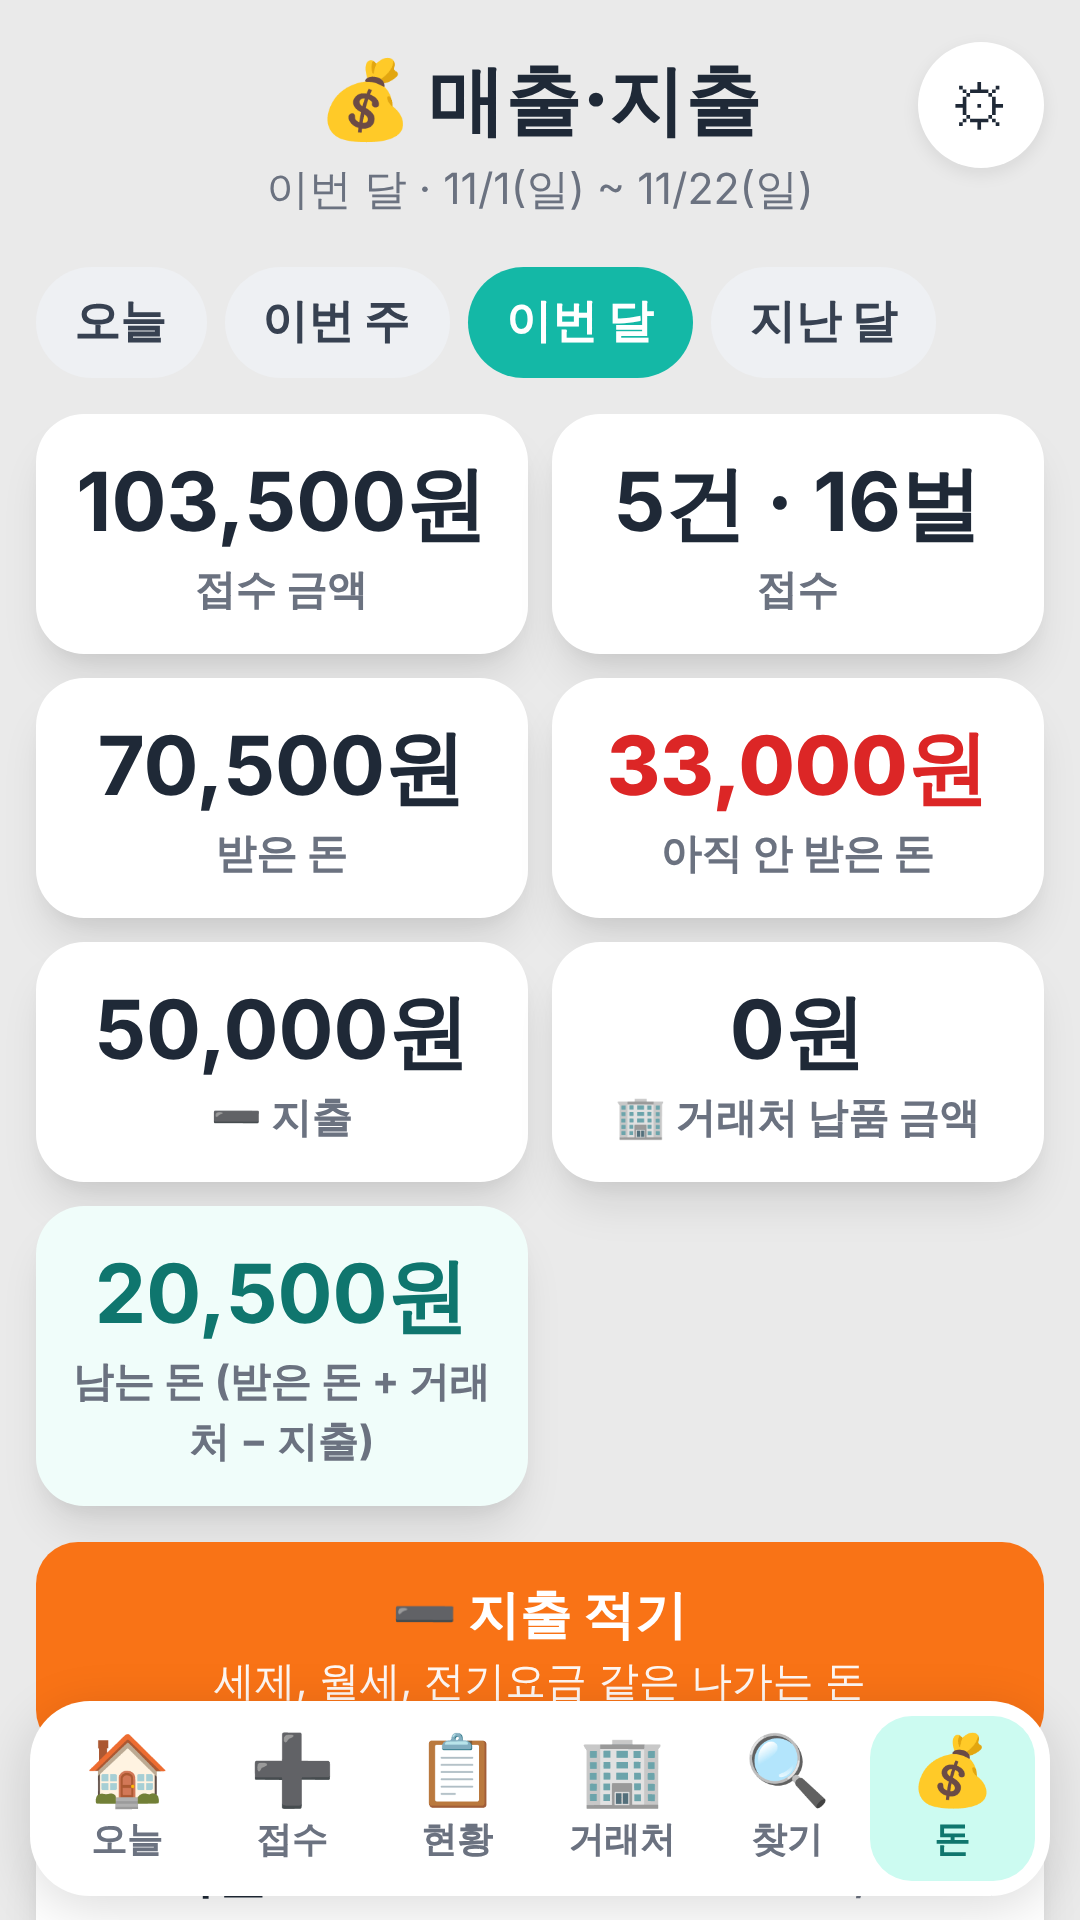 💰 매출·지출
이번 달 · 11/1(일) ~ 11/22(일)
오늘
이번 주
이번 달
지난 달
103,500원
접수 금액
5건 · 16벌
접수
70,500원
받은 돈
33,000원
아직 안 받은 돈
50,000원
➖ 지출
0원
🏢 거래처 납품 금액
20,500원
남는 돈 (받은 돈 + 거래
처 − 지출)
➖ 지출 적기
세제, 월세, 전기요금 같은 나가는 돈
오늘
접수
현황
거래처
찾기
돈